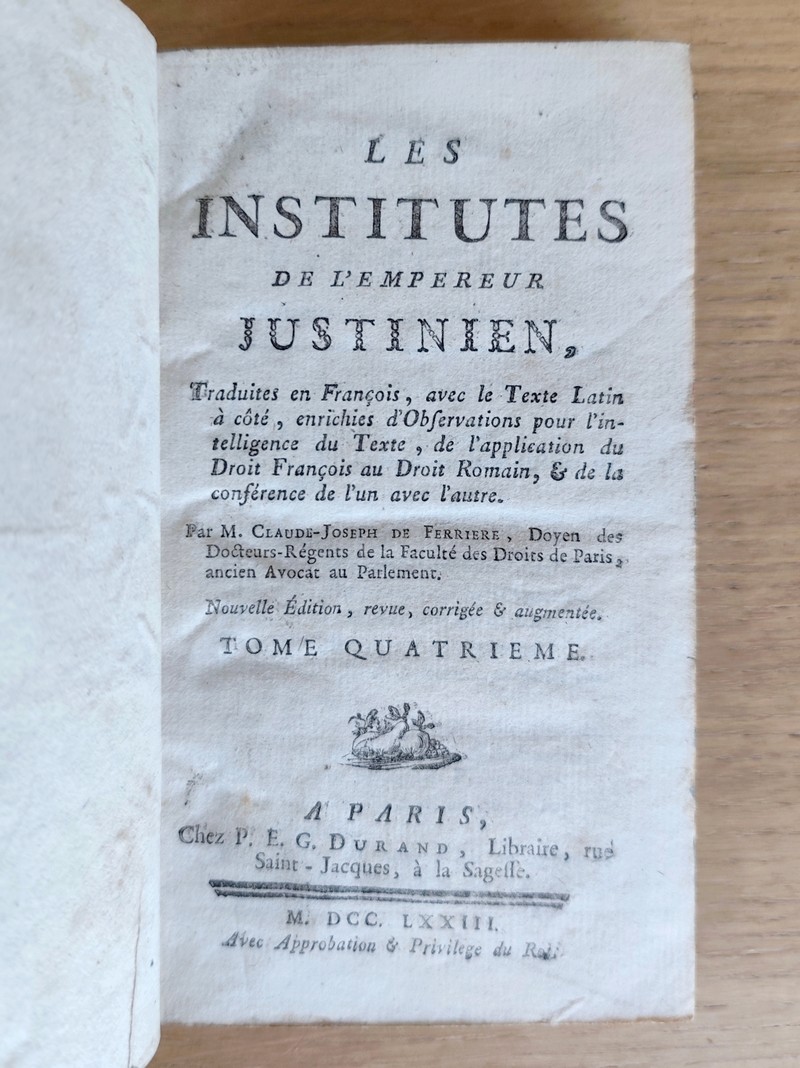 LES
INSTITUTES
DE L'EMPEREUR
JUSTINIEN,
Traduites en François, avec le Texte Latin
à côté, enrichies d'Obſervations pour l'in-
telligence du Texte, de l'application du
Droit François au Droit Romain, & de la
conférence de l'un avec l'autre.
Par M. CLAUDE-JOSEPH DE FERRIERE, Doyen des
Docteurs-Régents de la Faculté des Droits de Paris,
ancien Avocat au Parlement.
Nouvelle Édition, revue, corrigée & augmentée.
TOME QUATRIEME.
A PARIS,
Chez P. E. G. DURAND, Libraire, rue
Saint-Jacques, à la Sageſſe.
M. DCC. LXXIII.
Avec Approbation & Privilege du Roi.